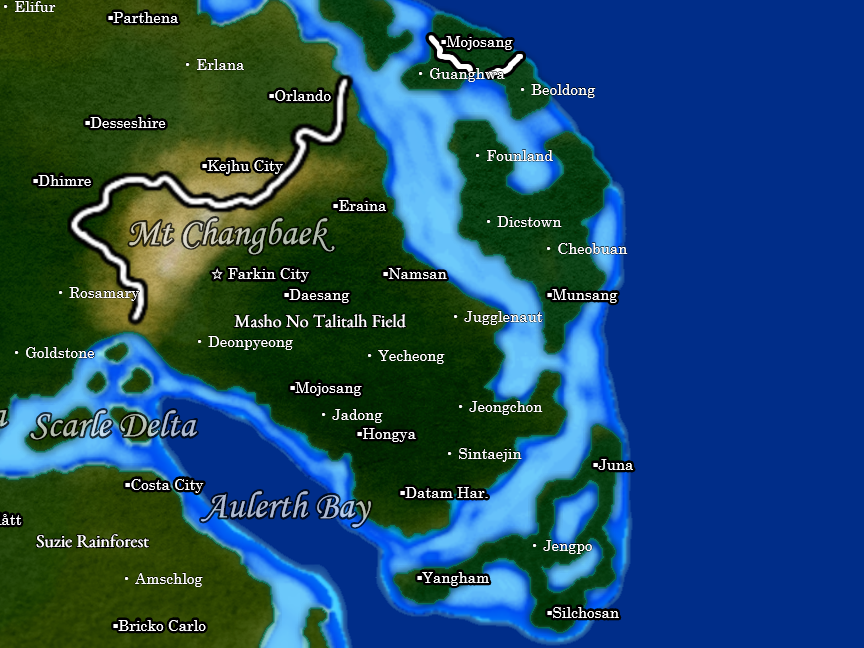 Elifur
Parthena
Mojosang
Erlana
Guanghwa
Beoldong
Orlando
Desseshire
Founland
Kejhu City
Dhimre
Eraina
Dicstown
Mt Changbaek
Cheobuan
Farkin City
Namsan
Rosamary
Daesang
Munsang
Masho No Talitalh Field
Jugglenaut
Deonpyeong
Goldstone
Yecheong
Mojosang
Jeongchon
Jadong
Scarle Delta
Hongya
Sintaejin
Juna
Costa City
Datam Har.
Aulerth Bay
ått
Suzie Rainforest
Jengpo
Amschlog
Yangham
Silchosan
Bricko Carlo